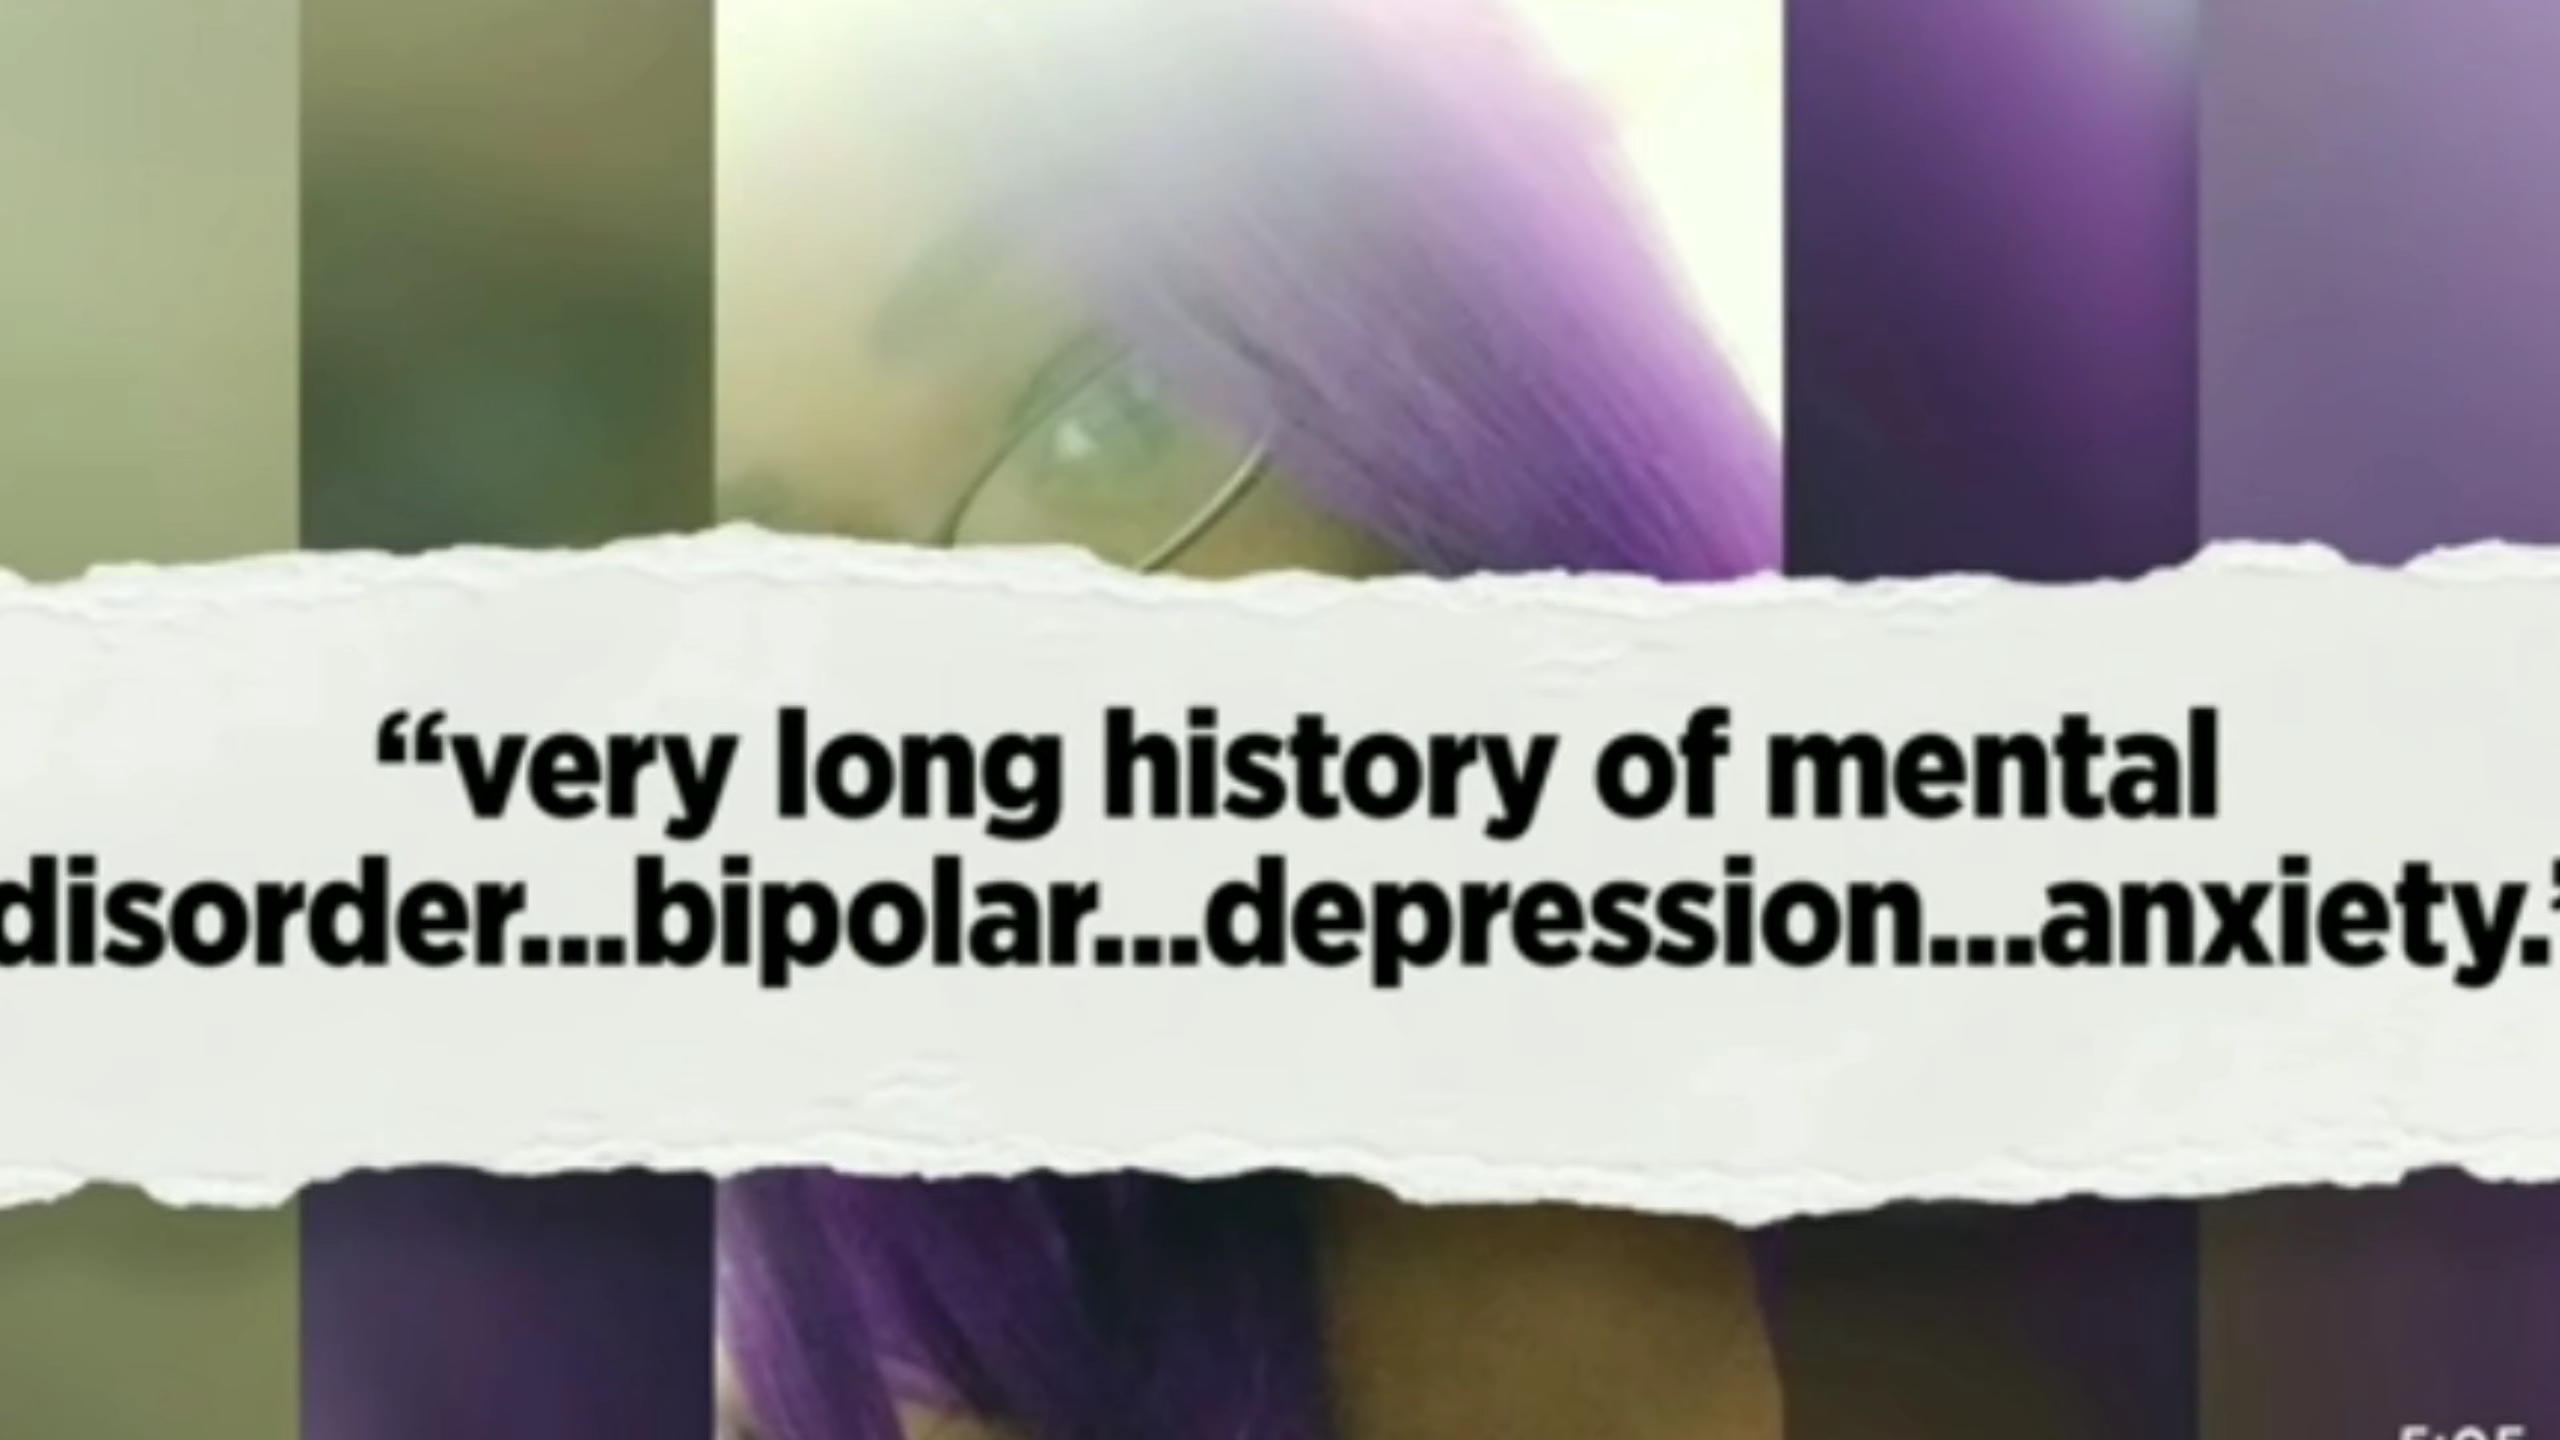 “very long history of mental
disorder...bipolar...depression...anxiety.”